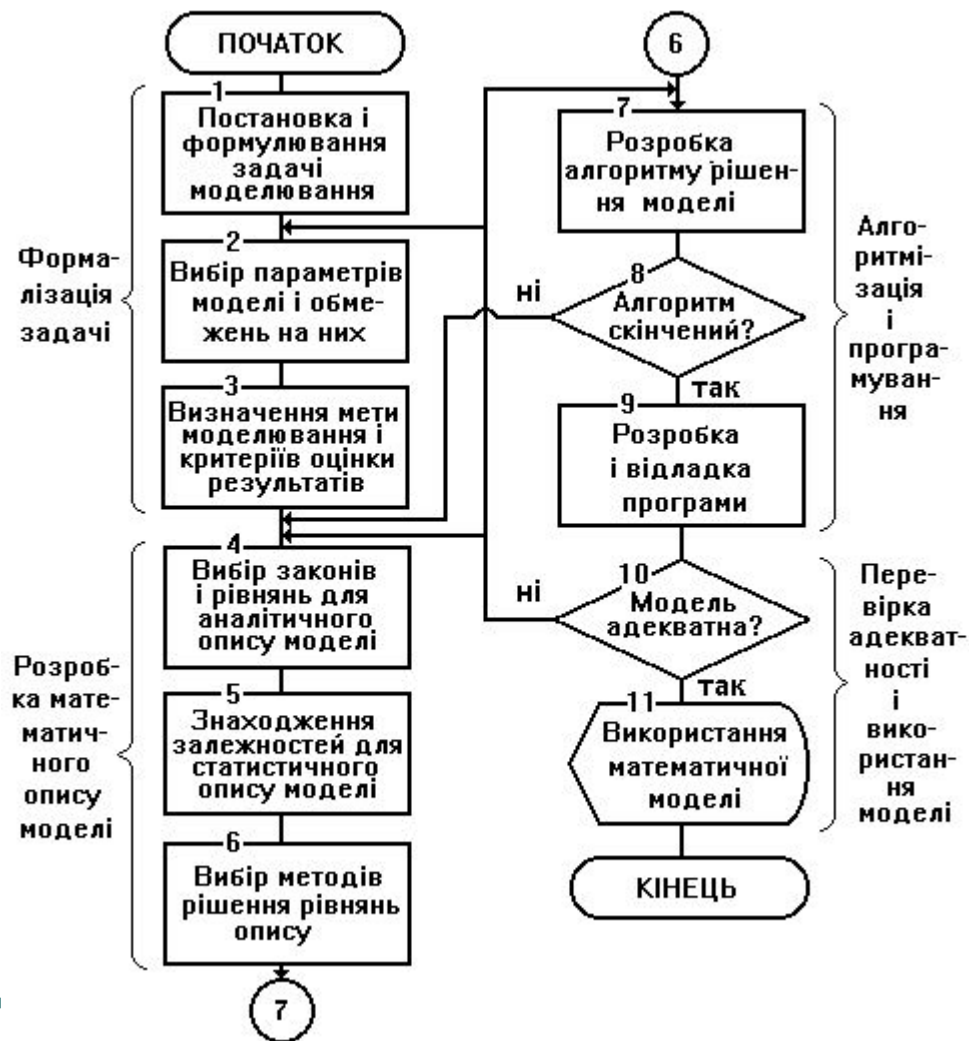 ПОЧАТОК
1
Постановка і
формулювання
задачі
моделювання
2
Вибір параметрів
моделі і обме-
жень на них
3
Визначення мети
моделювання і
критеріїв оцінки
результатів
Форма-
лізація
задачі
4
Вибір законів
і рівнянь для
аналітичного
опису моделі
5
Знаходження
залежностей для
статистичного
опису моделі
6
Вибір методів
рішення рівнянь
опису
Розроб-
ка мате-
матич-
ного
опису
моделі
7
6
7
Розробка
алгоритму рішен-
ня моделі
8
Алгоритм
скінчений?
ні
так
9
Розробка
і відладка
програми
Алго-
ритмі-
зація
і
програ-
муван-
ня
10
Модель
адекватна?
ні
так
11
Використання
математичної
моделі
Пере-
вірка
адекват-
ності
і
вико-
ристан-
ня
моделі
КІНЕЦЬ